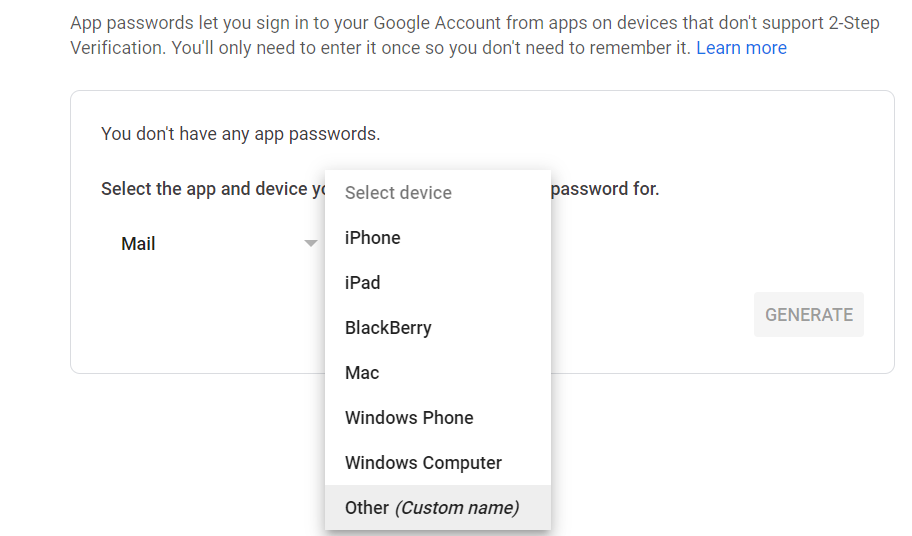 App passwords let you sign in to your Google Account from apps on devices that don't support 2-Step
Verification. You'll only need to enter it once so you don't need to remember it. Learn more
You don't have any app passwords.
Select the app and device password for.
Mail
Select device
iPhone
iPad
BlackBerry
Mac
Windows Phone
Windows Computer
Other (Custom name)
GENERATE